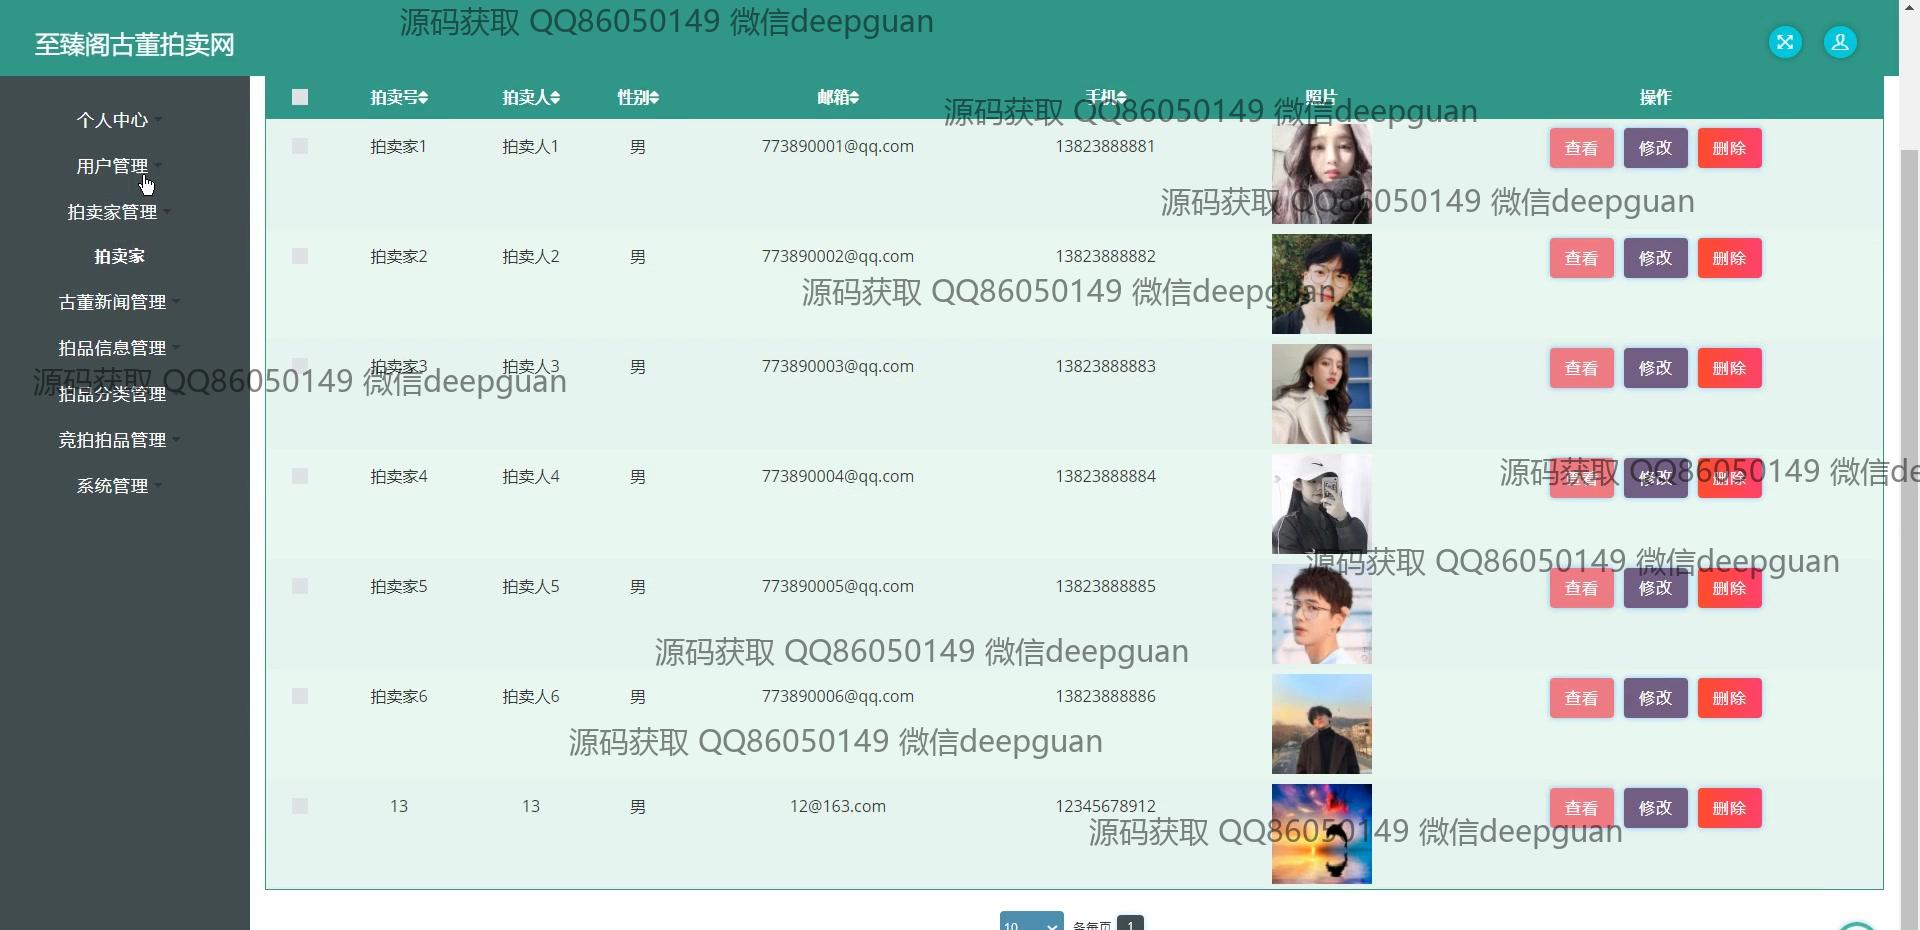 源码获取 QQ86050149 微信deepguan
至臻阁古董拍卖网
拍卖号 拍卖人 性别 邮箱 手机 照片 操作
源码获取 QQ86050149 微信deepguan
个人中心
拍卖家1 拍卖人1 男 773890001@qq.com 13823888881 查看 修改 删除
用户管理
源码获取 QQ86050149 微信deepguan
拍卖家管理
拍卖家
拍卖家2 拍卖人2 男 773890002@qq.com 13823888882 查看 修改 删除
源码获取 QQ86050149 微信deepguan
古董新闻管理
拍品信息管理
拍卖家3 拍卖人3 男 773890003@qq.com 13823888883 查看 修改 删除
源码获取 QQ86050149 微信deepguan
拍品分类管理
竞拍拍品管理
源码获取 QQ86050149 微信de
拍卖家4 拍卖人4 男 773890004@qq.com 13823888884 查看 修改 删除
系统管理
源码获取 QQ86050149 微信deepguan
拍卖家5 拍卖人5 男 773890005@qq.com 13823888885 查看 修改 删除
源码获取 QQ86050149 微信deepguan
拍卖家6 拍卖人6 男 773890006@qq.com 13823888886 查看 修改 删除
源码获取 QQ86050149 微信deepguan
13 13 男 12@163.com 12345678912 查看 修改 删除
源码获取 QQ86050149 微信deepguan
10 条每页 1